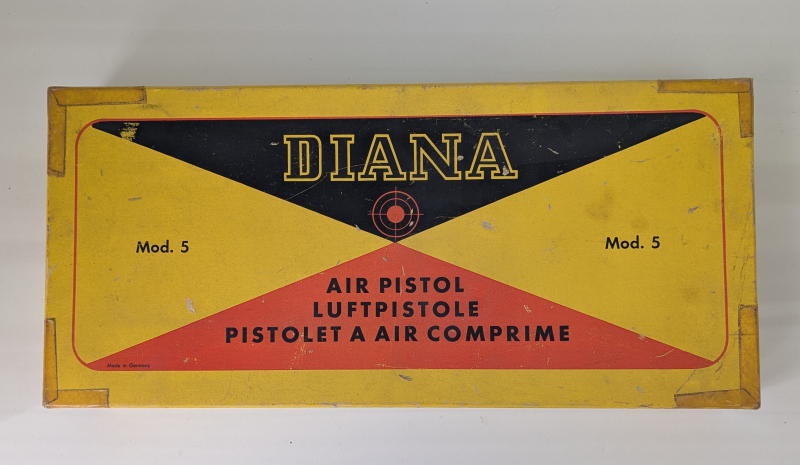 DIANA
Mod. 5
Mod. 5
AIR PISTOL
LUFTPISTOLE
PISTOLET A AIR COMPRIME
Made in Germany